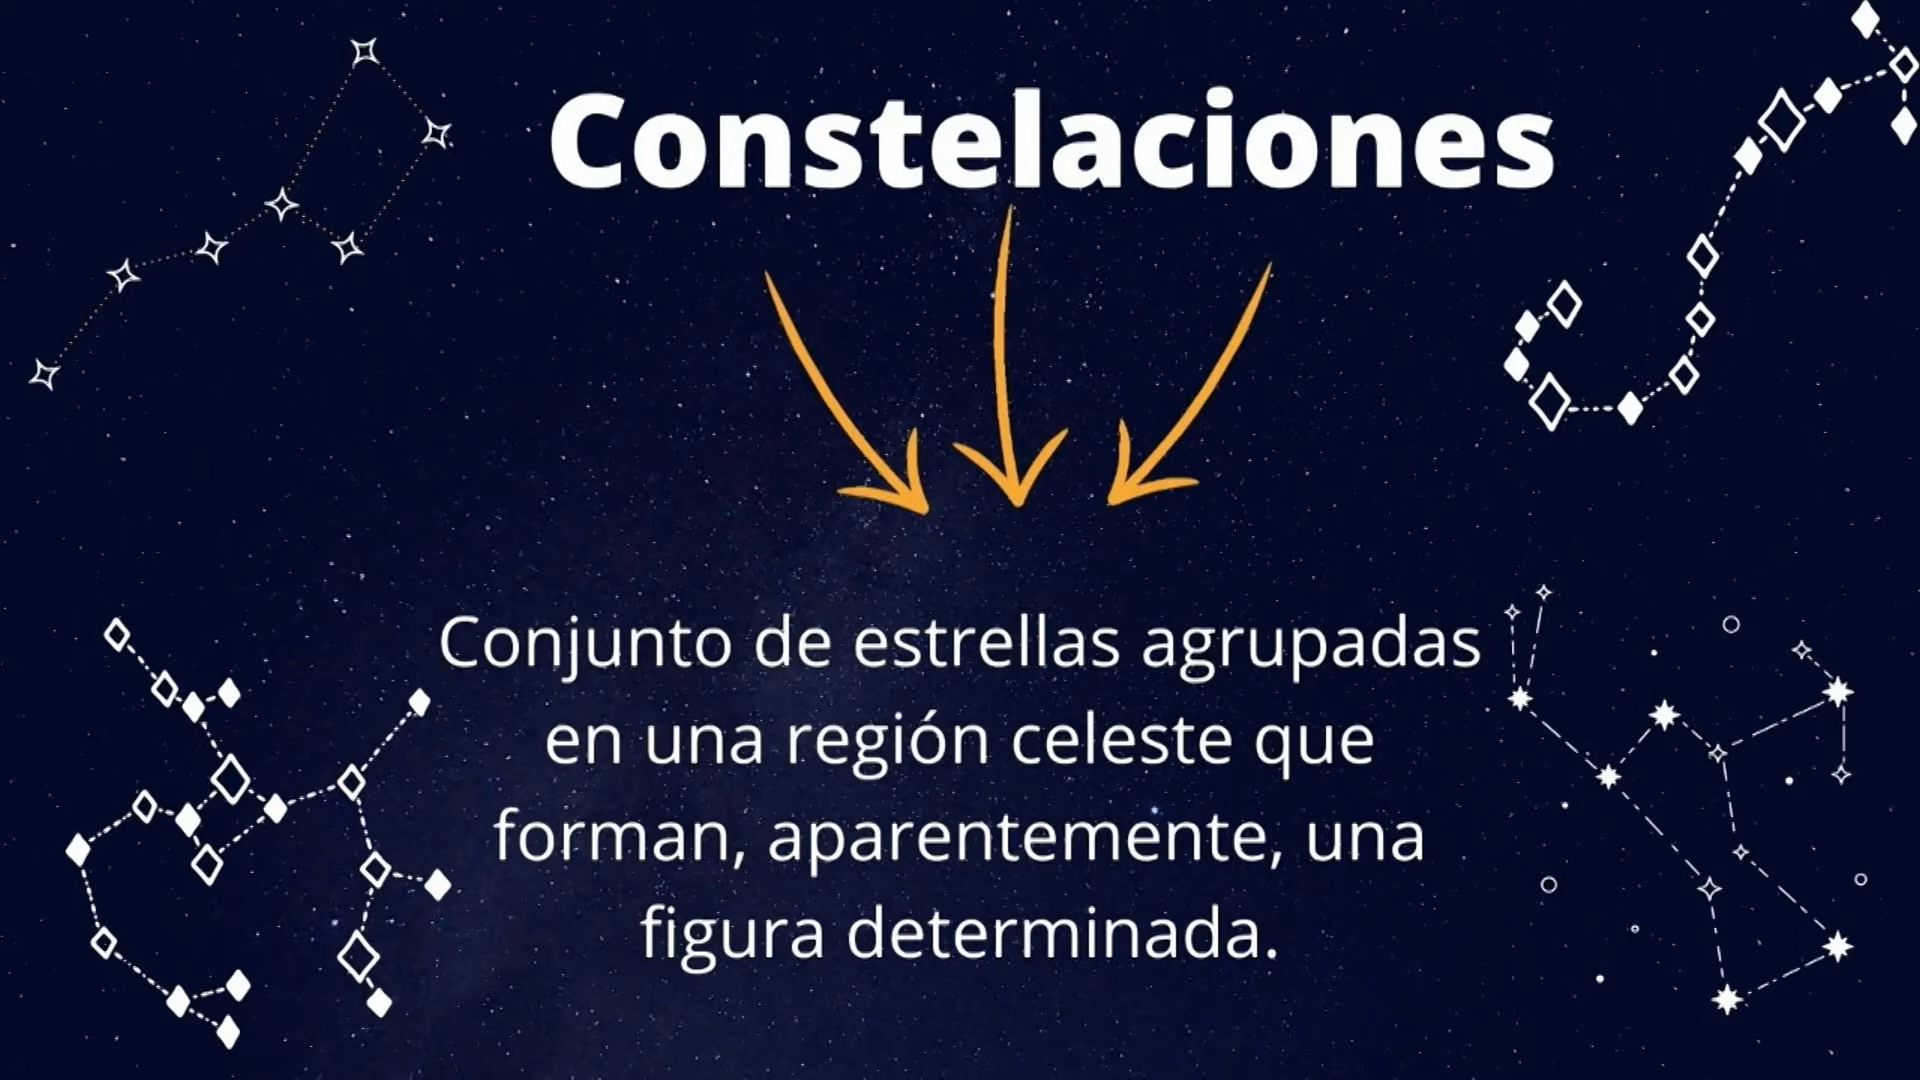 Constelaciones
Conjunto de estrellas agrupadas
en una región celeste que
forman, aparentemente, una
figura determinada.